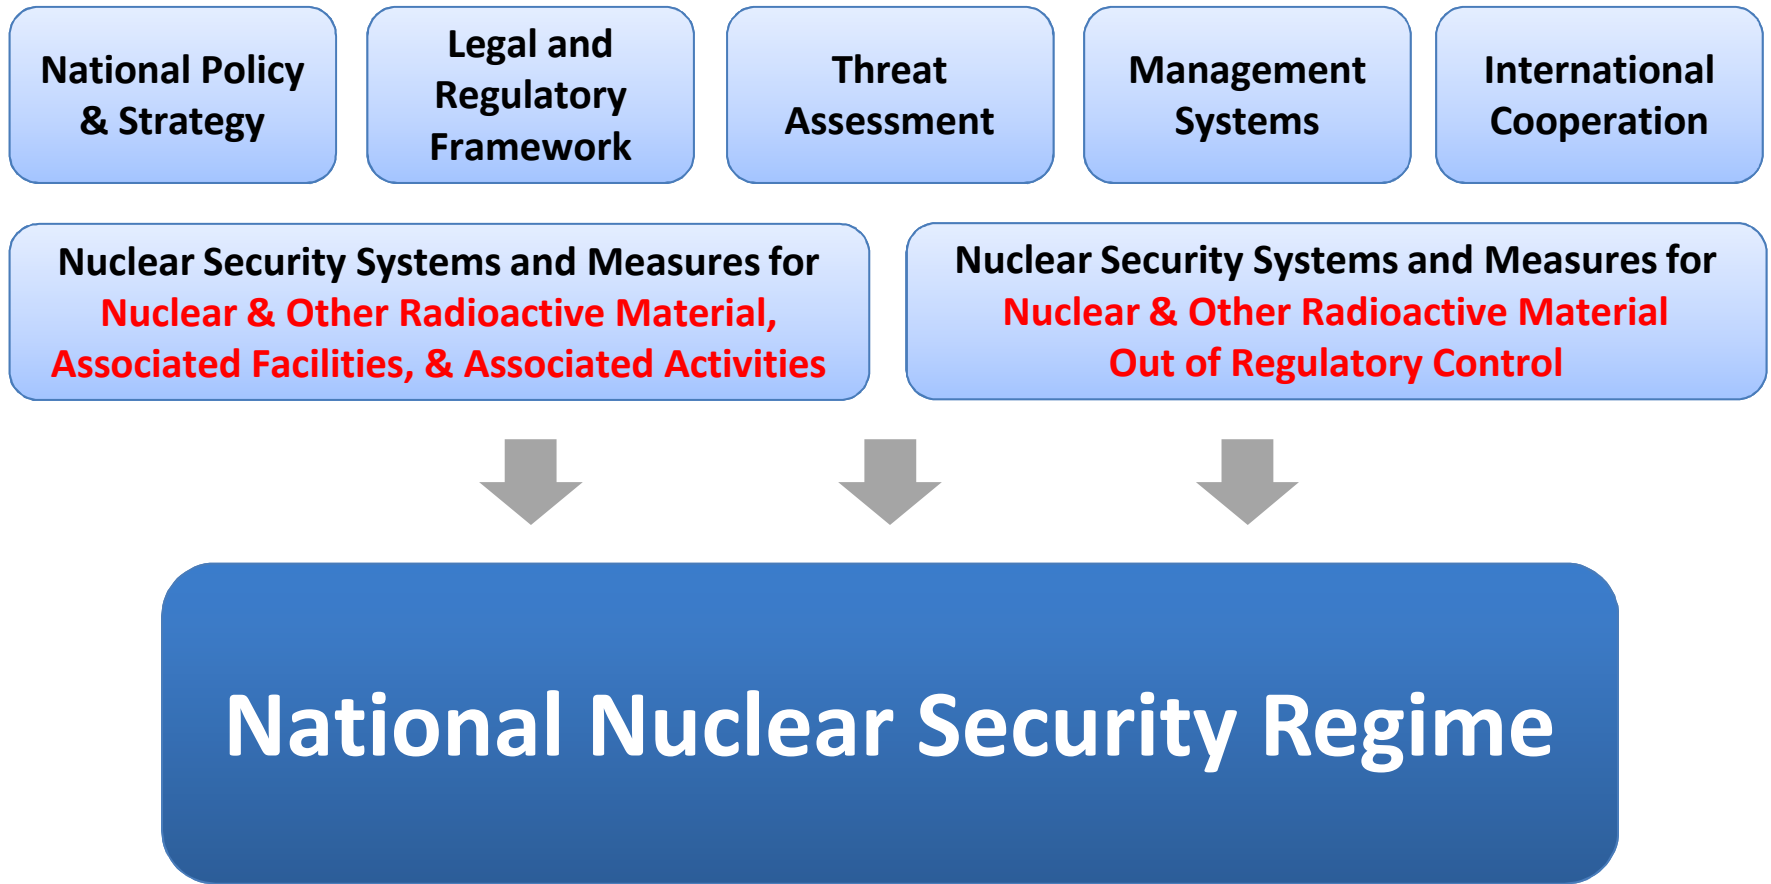 National Policy
& Strategy
Legal and
Regulatory
Framework
Threat
Assessment
Management
Systems
International
Cooperation
Nuclear Security Systems and Measures for
Nuclear & Other Radioactive Material,
Associated Facilities, & Associated Activities
Nuclear Security Systems and Measures for
Nuclear & Other Radioactive Material
Out of Regulatory Control
National Nuclear Security Regime